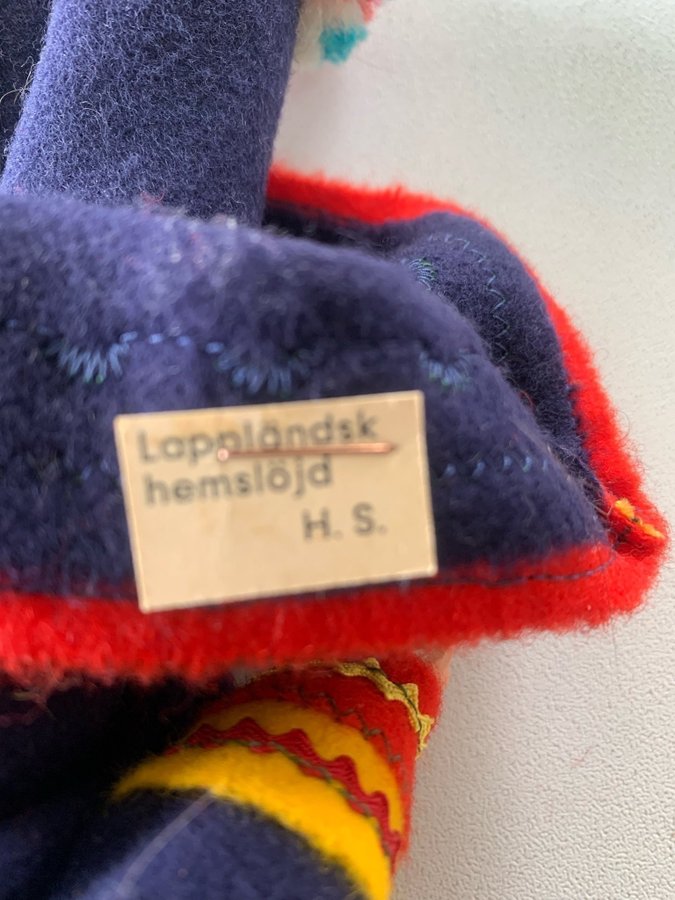 Lappländsk
hemslöjd
H. S.